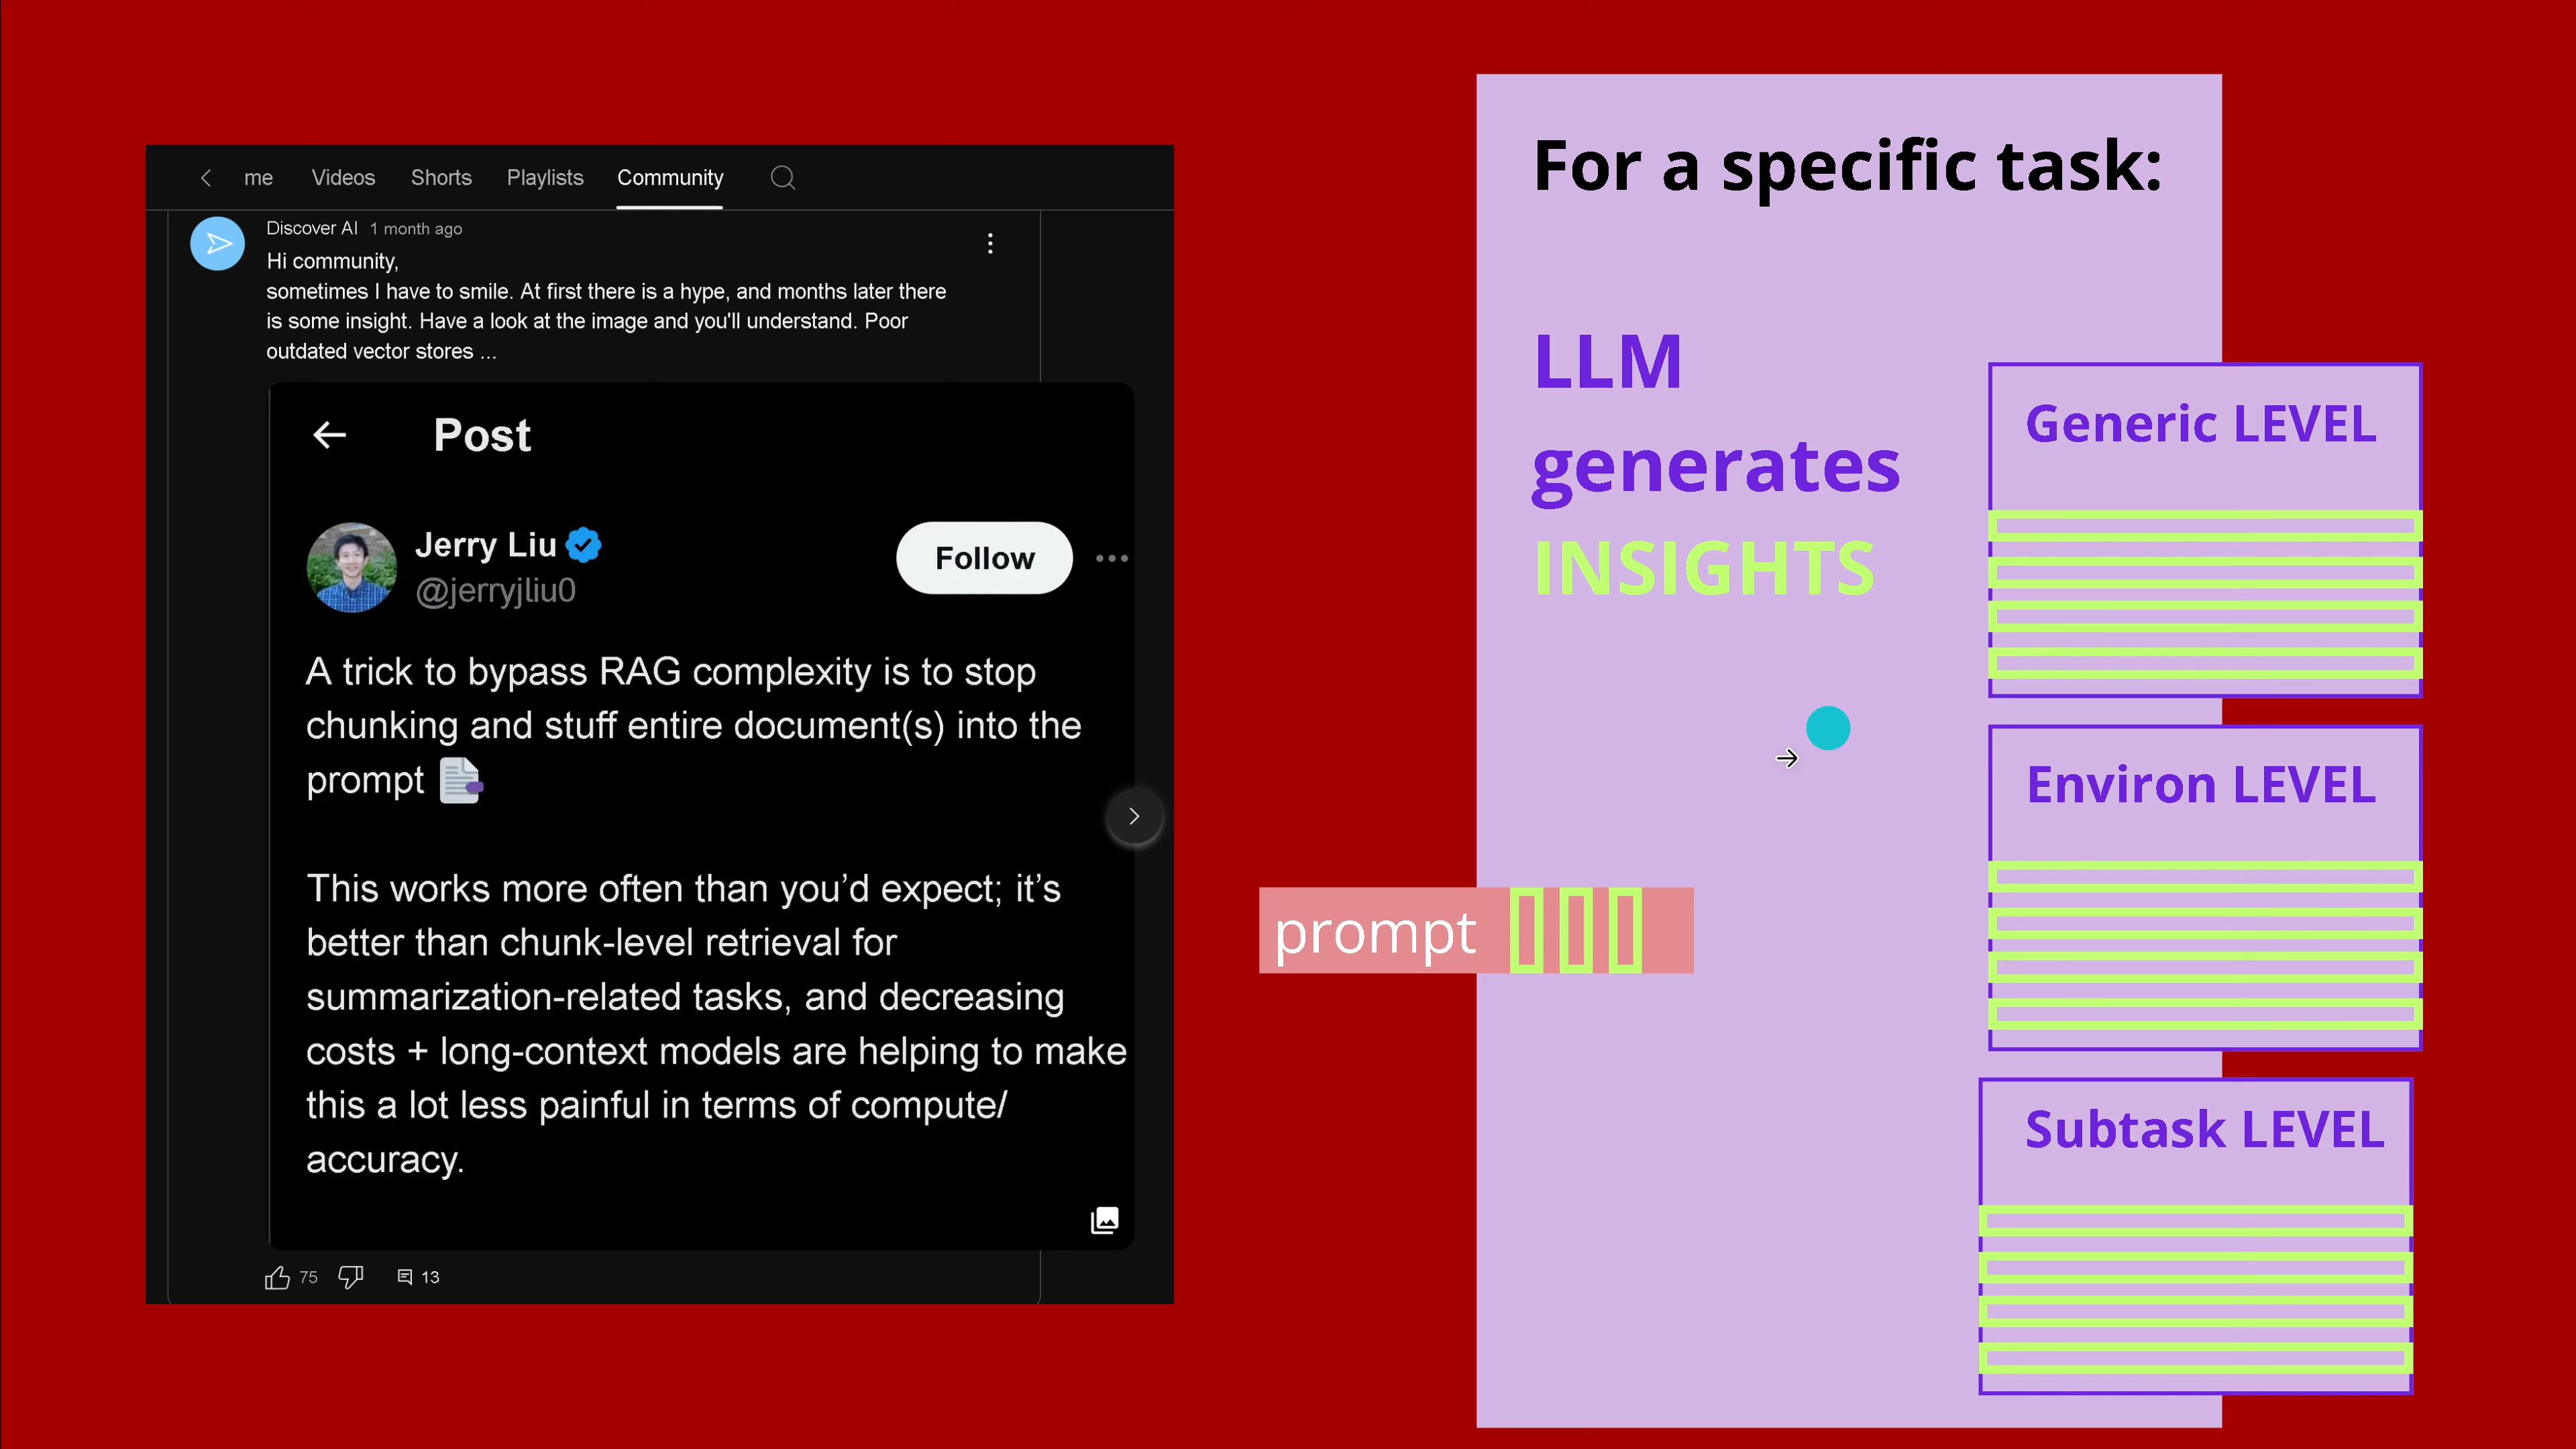 me Videos Shorts Playlists Community
Discover AI 1 month ago
Hi community,
sometimes I have to smile. At first there is a hype, and months later there
is some insight. Have a look at the image and you'll understand. Poor
outdated vector stores ...
Post
Jerry Liu
@jerryjliu0
Follow
A trick to bypass RAG complexity is to stop
chunking and stuff entire document(s) into the
prompt
This works more often than you’d expect; it’s
better than chunk-level retrieval for
summarization-related tasks, and decreasing
costs + long-context models are helping to make
this a lot less painful in terms of compute/
accuracy.
75 13
For a specific task:
LLM
generates
INSIGHTS
prompt
Generic LEVEL
Environ LEVEL
Subtask LEVEL